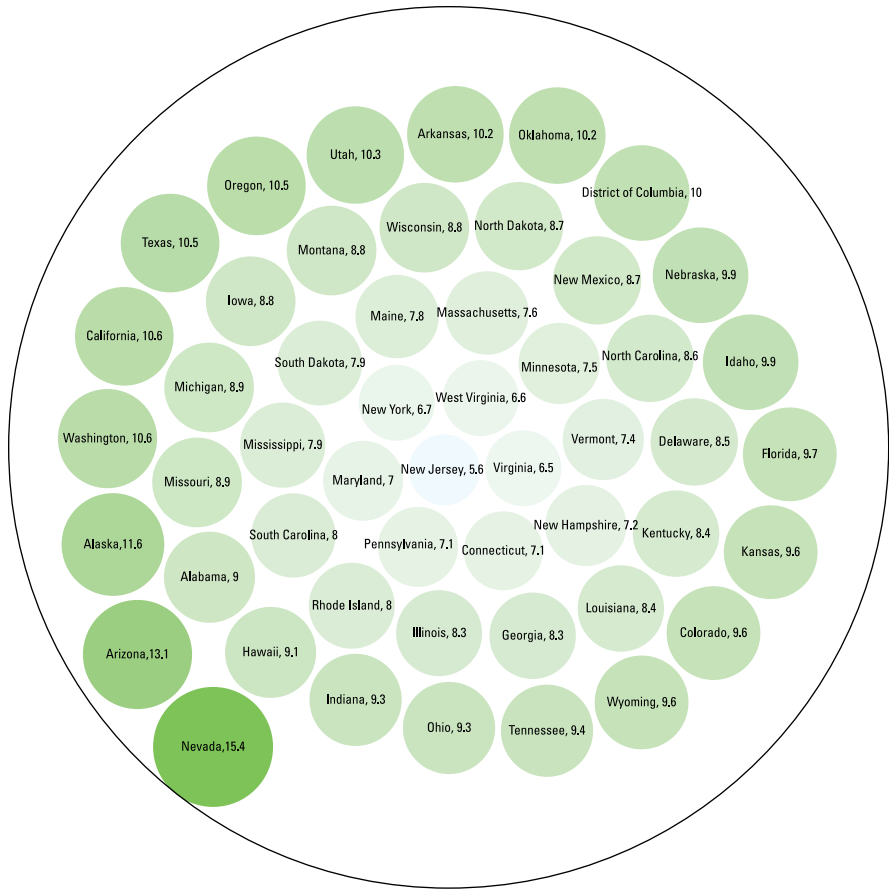 Arkansas, 10.2
Oklahoma, 10.2
Utah, 10.3
Oregon, 10.5
District of Columbia, 10
Wisconsin, 8.8
North Dakota, 8.7
Texas, 10.5
Montana, 8.8
New Mexico, 8.7
Nebraska, 9.9
Iowa, 8.8
Maine, 7.8
Massachusetts, 7.6
California, 10.6
South Dakota, 7.9
Minnesota, 7.5
North Carolina, 8.6
Idaho, 9.9
Michigan, 8.9
New York, 6.7
West Virginia, 6.6
Washington, 10.6
Mississippi, 7.9
Vermont, 7.4
Delaware, 8.5
Florida, 9.7
Missouri, 8.9
Maryland, 7
New Jersey, 5.6
Virginia, 6.5
Alaska,11.6
South Carolina, 8
Pennsylvania, 7.1
Connecticut, 7.1
New Hampshire, 7.2
Kentucky, 8.4
Kansas, 9.6
Alabama, 9
Rhode Island, 8
Illinois, 8.3
Georgia, 8.3
Louisiana, 8.4
Colorado, 9.6
Arizona,13.1
Hawaii, 9.1
Indiana, 9.3
Ohio, 9.3
Tennessee, 9.4
Wyoming, 9.6
Nevada,15.4